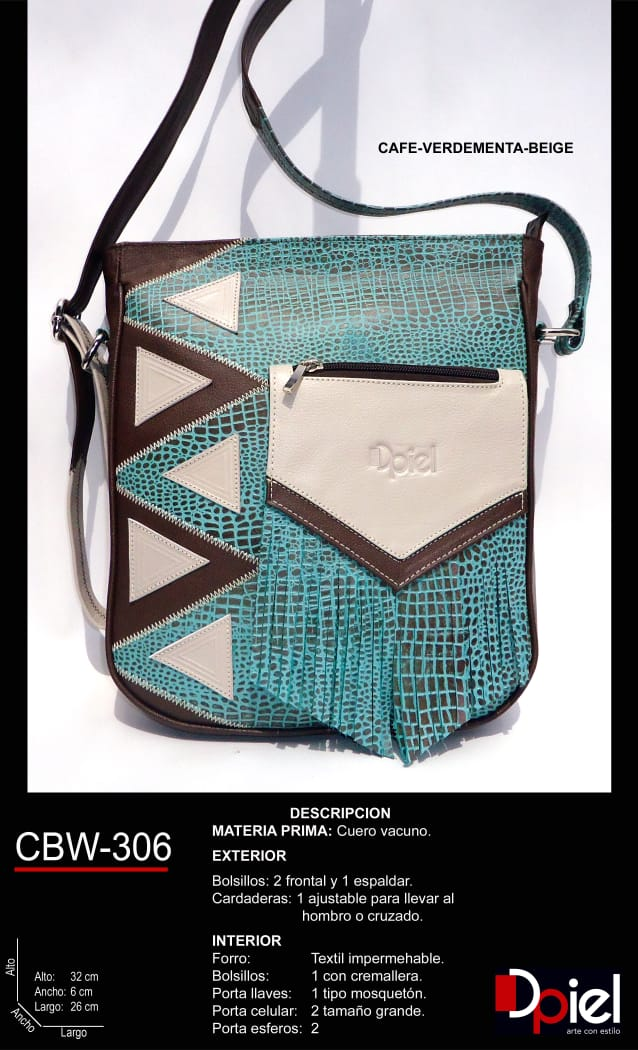 CAFE-VERDEMENTA-BEIGE
Dpiel
DESCRIPCION
MATERIA PRIMA: Cuero vacuno.
CBW-306
EXTERIOR
Bolsillos: 2 frontal y 1 espaldar.
Cardaderas: 1 ajustable para llevar al
hombro o cruzado.
INTERIOR
Forro: Textil impermehable.
Bolsillos: 1 con cremallera.
Porta llaves: 1 tipo mosquetón.
Porta celular: 2 tamaño grande.
Porta esferos: 2
Alto
Ancho
Largo
Alto: 32 cm
Ancho: 6 cm
Largo: 26 cm
Dpiel
arte con estilo